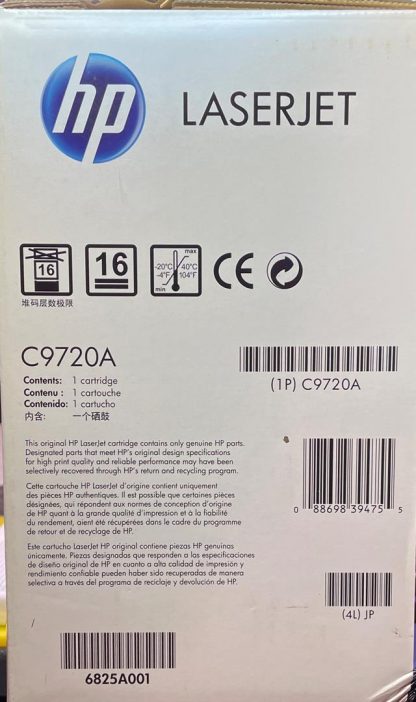 hp LASERJET
max
16 16 -20°C 40°C
-4°F 104°F
min
CE
堆码层数极限
C9720A
(1P) C9720A
Contents: 1 cartridge
Contenu : 1 cartouche
Contenido: 1 cartucho
内含: 一个硒鼓
This original HP LaserJet cartridge contains only genuine HP parts.
Designated parts that meet HP's original design specifications
for high print quality and reliable performance may have been
selectively recovered through HP's return and recycling program.
Cette cartouche HP LaserJet d'origine contient uniquement
des pièces HP authentiques. Il est possible que certaines pièces
désignées, qui répondent aux normes de conception d'origine
de HP quant à la grande qualité d'impression et à la fiabilité
du rendement, aient été récupérées dans le cadre du programme
de retour et de recyclage de HP.
Este cartucho LaserJet HP original contiene piezas HP genuinas
únicamente. Piezas designadas que responden a las especificaciones
de diseño original de HP en cuanto a alta calidad de impresión y
rendimiento confiable pueden haber sido recuperadas de manera
selectiva a través del programa de reciclaje y devolución de HP.
0 88698 39475 5
(4L) JP
/
6825A001